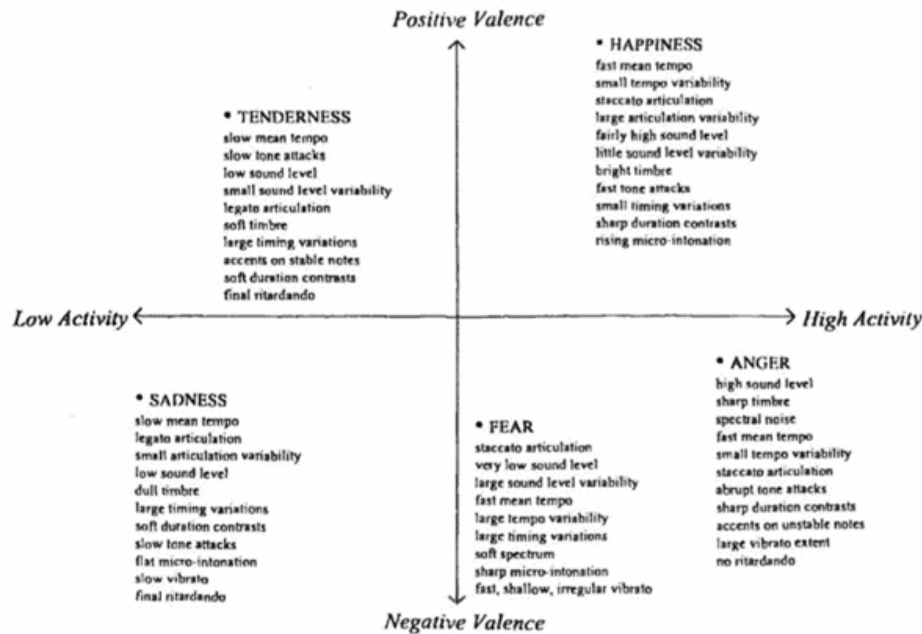 Positive Valence
• HAPPINESS
fast mean tempo
small tempo variability
staccato articulation
large articulation variability
fairly high sound level
little sound level variability
bright timbre
fast tone attacks
small timing variations
sharp duration contrasts
rising micro-intonation
• TENDERNESS
slow mean tempo
slow tone attacks
low sound level
small sound level variability
legato articulation
soft timbre
large timing variations
accents on stable notes
soft duration contrasts
final ritardando
Low Activity
High Activity
• SADNESS
slow mean tempo
legato articulation
small articulation variability
low sound level
dull timbre
large timing variations
soft duration contrasts
slow tone attacks
flat micro-intonation
slow vibrato
final ritardando
• FEAR
staccato articulation
very low sound level
large sound level variability
fast mean tempo
large tempo variability
large timing variations
soft spectrum
sharp micro-intonation
fast, shallow, irregular vibrato
• ANGER
high sound level
sharp timbre
spectral noise
fast mean tempo
small tempo variability
staccato articulation
abrupt tone attacks
sharp duration contrasts
accents on unstable notes
large vibrato extent
no ritardando
Negative Valence